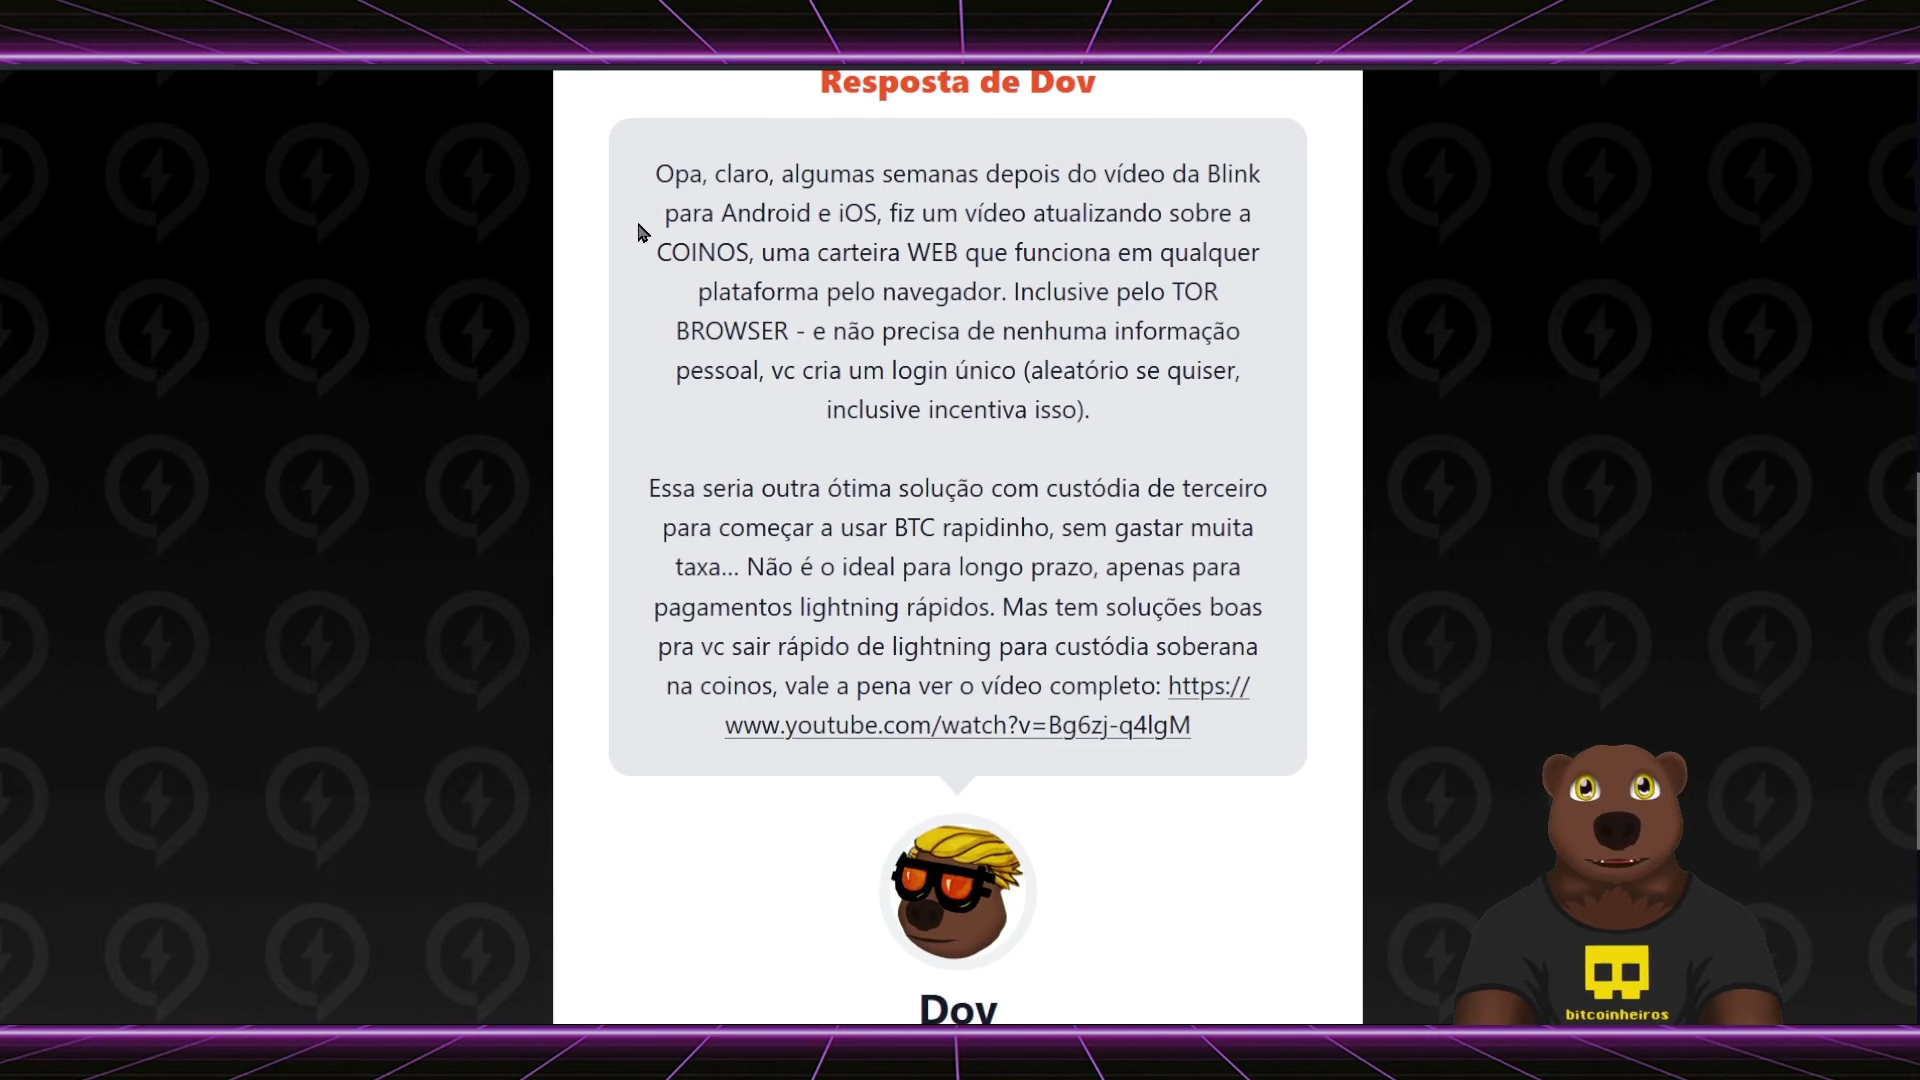 Resposta de Dov
Opa, claro, algumas semanas depois do vídeo da Blink
para Android e iOS, fiz um vídeo atualizando sobre a
COINOS, uma carteira WEB que funciona em qualquer
plataforma pelo navegador. Inclusive pelo TOR
BROWSER - e não precisa de nenhuma informação
pessoal, vc cria um login único (aleatório se quiser,
inclusive incentiva isso).
Essa seria outra ótima solução com custódia de terceiro
para começar a usar BTC rapidinho, sem gastar muita
taxa... Não é o ideal para longo prazo, apenas para
pagamentos lightning rápidos. Mas tem soluções boas
pra vc sair rápido de lightning para custódia soberana
na coinos, vale a pena ver o vídeo completo: https://
www.youtube.com/watch?v=Bg6zj-q4lgM
Dov
bitcoinheiros